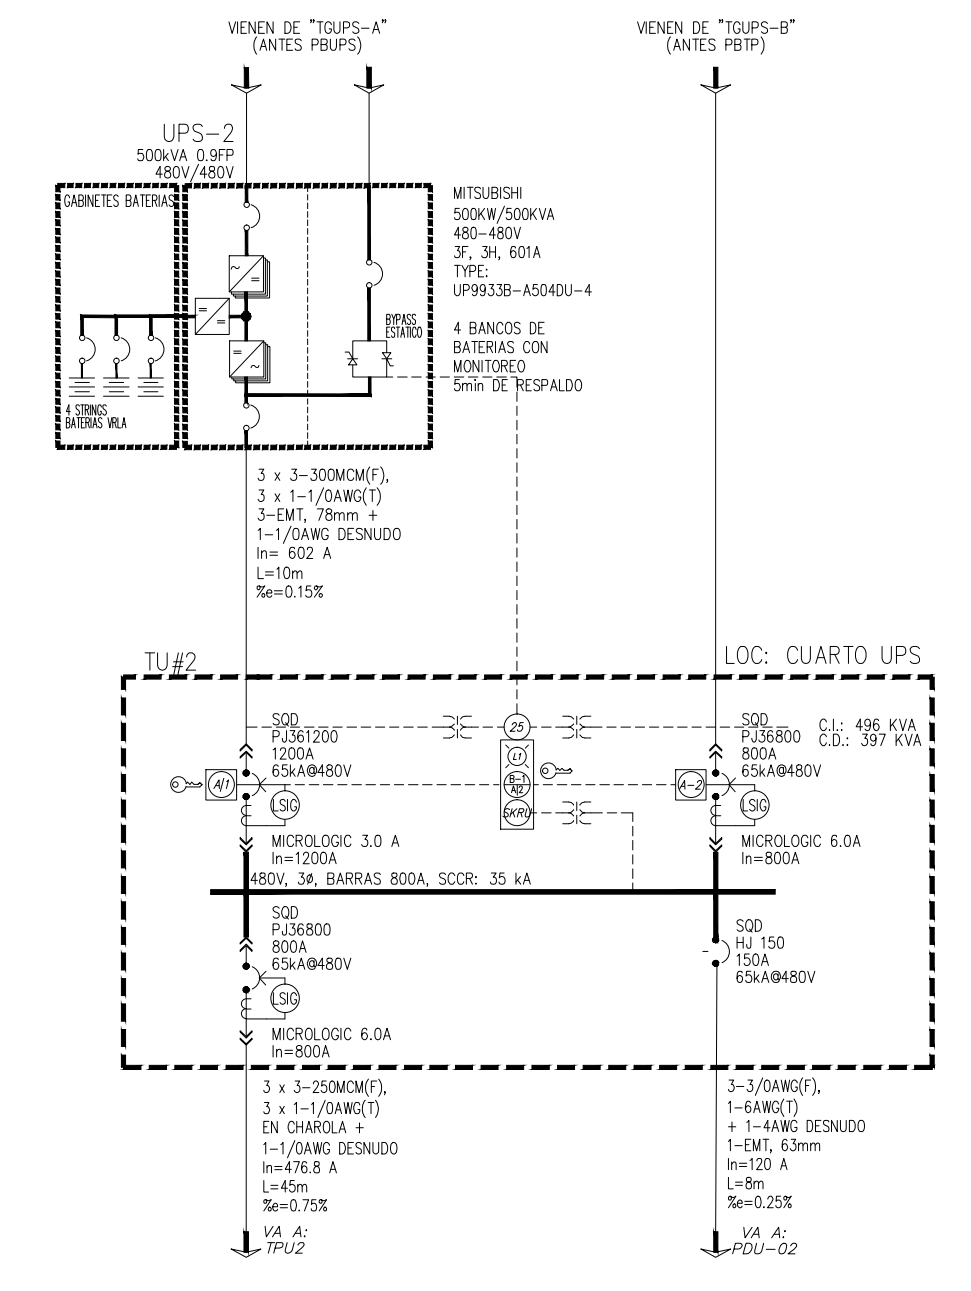 VIENEN DE "TGUPS-A"
(ANTES PBUPS)
VIENEN DE "TGUPS-B"
(ANTES PBTP)
UPS-2
500kVA 0.9FP
480V/480V
GABINETES BATERIAS
MITSUBISHI
500KW/500KVA
480-480V
3F, 3H, 601A
TYPE:
UP9933B-A504DU-4
4 BANCOS DE
BATERIAS CON
MONITOREO
5min DE RESPALDO
BYPASS
ESTATICO
4 STRINGS
BATERIAS VRLA
3 x 3-300MCM(F),
3 x 1-1/0AWG(T)
3-EMT, 78mm +
1-1/0AWG DESNUDO
In= 602 A
L=10m
%e=0.15%
TU#2
LOC: CUARTO UPS
SQD
PJ361200
1200A
65kA@480V
25
L1
B-1
A|2
SKRU
A/1
LSIG
MICROLOGIC 3.0 A
In=1200A
SQD
PJ36800
800A
65kA@480V
C.I.: 496 KVA
C.D.: 397 KVA
A-2
LSIG
MICROLOGIC 6.0A
In=800A
480V, 3ø, BARRAS 800A, SCCR: 35 kA
SQD
PJ36800
800A
65kA@480V
LSIG
MICROLOGIC 6.0A
In=800A
SQD
HJ 150
150A
65kA@480V
3 x 3-250MCM(F),
3 x 1-1/0AWG(T)
EN CHAROLA +
1-1/0AWG DESNUDO
In=476.8 A
L=45m
%e=0.75%
VA A:
TPU2
3-3/0AWG(F),
1-6AWG(T)
+ 1-4AWG DESNUDO
1-EMT, 63mm
In=120 A
L=8m
%e=0.25%
VA A:
PDU-02